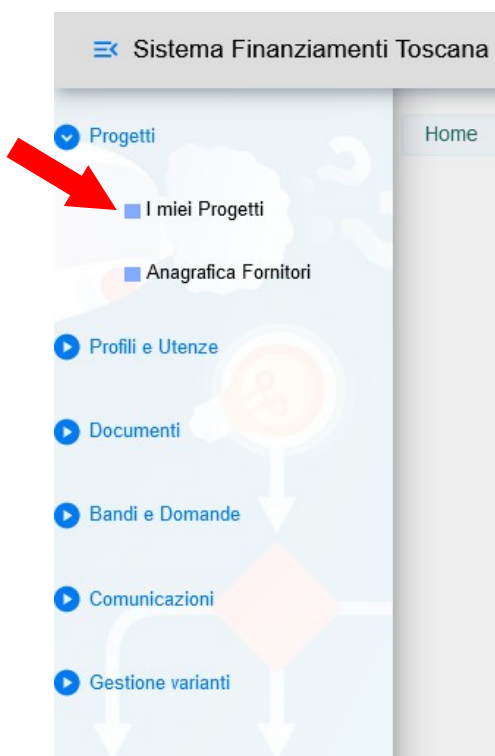 Sistema Finanziamenti Toscana
Progetti
Home
I miei Progetti
Anagrafica Fornitori
Profili e Utenze
Documenti
Bandi e Domande
Comunicazioni
Gestione varianti